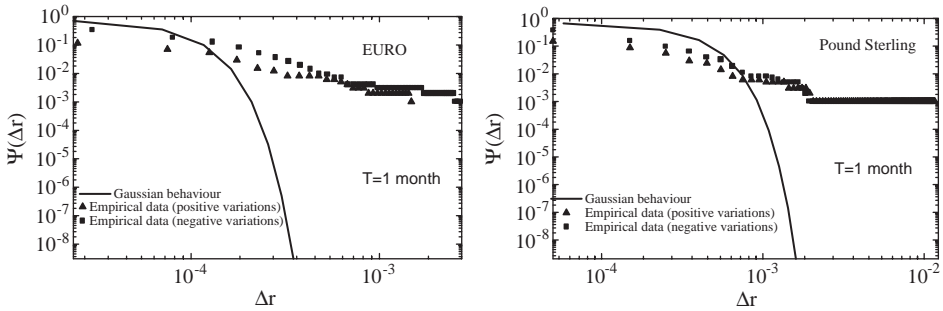 10^0
10^-1
10^-2
10^-3
10^-4
10^-5
10^-6
10^-7
10^-8
Ψ(Δr)
EURO
T=1 month
Gaussian behaviour
Empirical data (positive variations)
Empirical data (negative variations)
10^-4
10^-3
Δr
10^0
10^-1
10^-2
10^-3
10^-4
10^-5
10^-6
10^-7
10^-8
Ψ(Δr)
Pound Sterling
T=1 month
Gaussian behaviour
Empirical data (positive variations)
Empirical data (negative variations)
10^-4
10^-3
10^-2
Δr